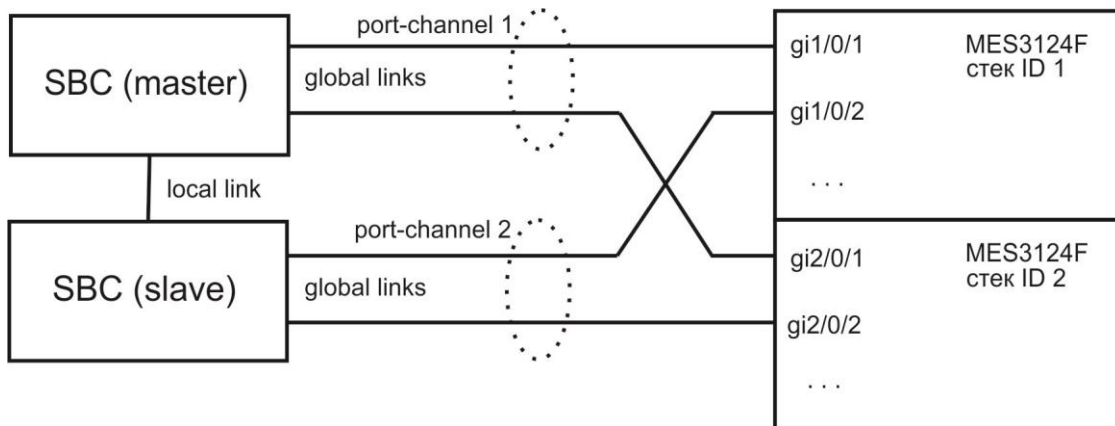 SBC (master)
port-channel 1
global links
local link
SBC (slave)
port-channel 2
global links
gi1/0/1
MES3124F
стек ID 1
gi1/0/2
. . .
gi2/0/1
MES3124F
стек ID 2
gi2/0/2
. . .